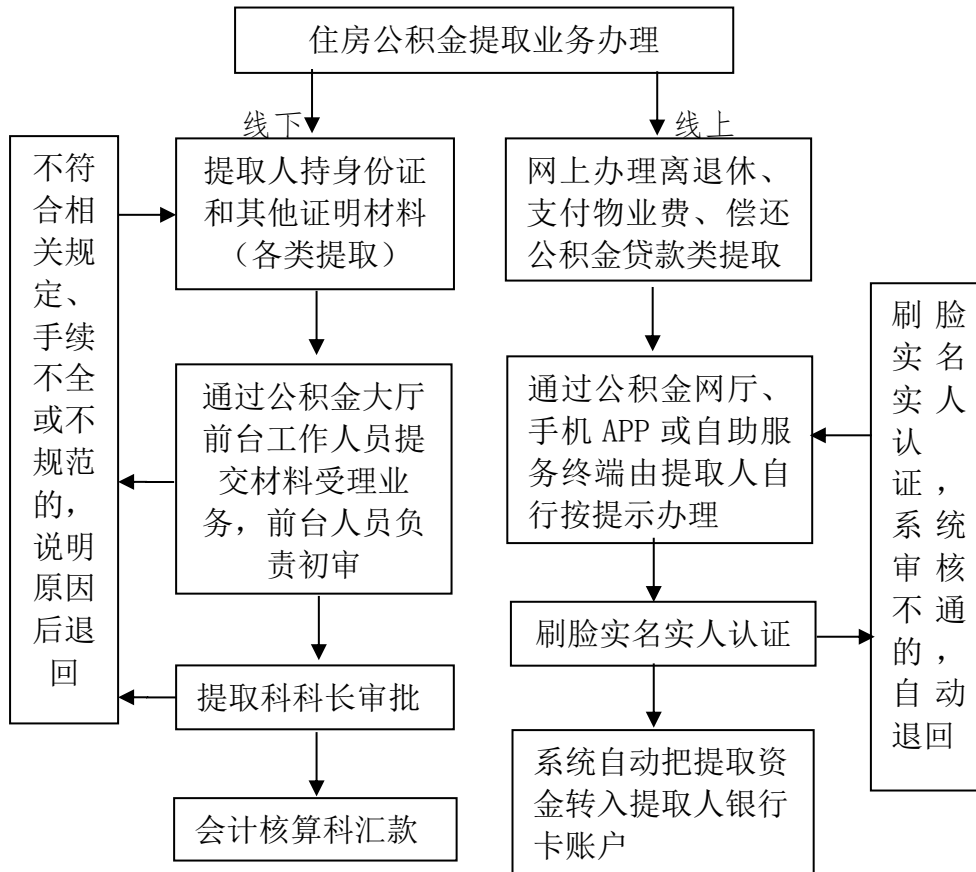 住房公积金提取业务办理
线下
线上
不符
合相
关规
定、
手续
不全
或不
规范
的，
说明
原因
后退
回
提取人持身份证
和其他证明材料
（各类提取）
通过公积金大厅
前台工作人员提
交材料受理业
务，前台人员负
责初审
提取科科长审批
会计核算科汇款
网上办理离退休、
支付物业费、偿还
公积金贷款类提取
通过公积金网厅、
手机 APP 或自助服
务终端由提取人自
行按提示办理
刷脸实名实人认证
系统自动把提取资
金转入提取人银行
卡账户
刷脸
实名
实人
认
证，
系统
审核
不通
的，
自动
退回